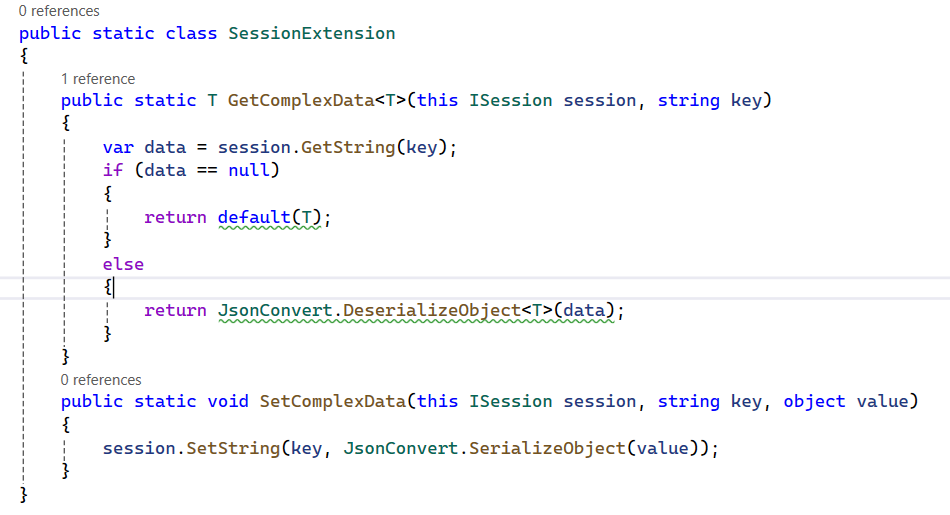 0 references
public static class SessionExtension
{
1 reference
public static T GetComplexData<T>(this ISession session, string key)
{
var data = session.GetString(key);
if (data == null)
{
return default(T);
}
else
{
return JsonConvert.DeserializeObject<T>(data);
}
}
0 references
public static void SetComplexData(this ISession session, string key, object value)
{
session.SetString(key, JsonConvert.SerializeObject(value));
}
}